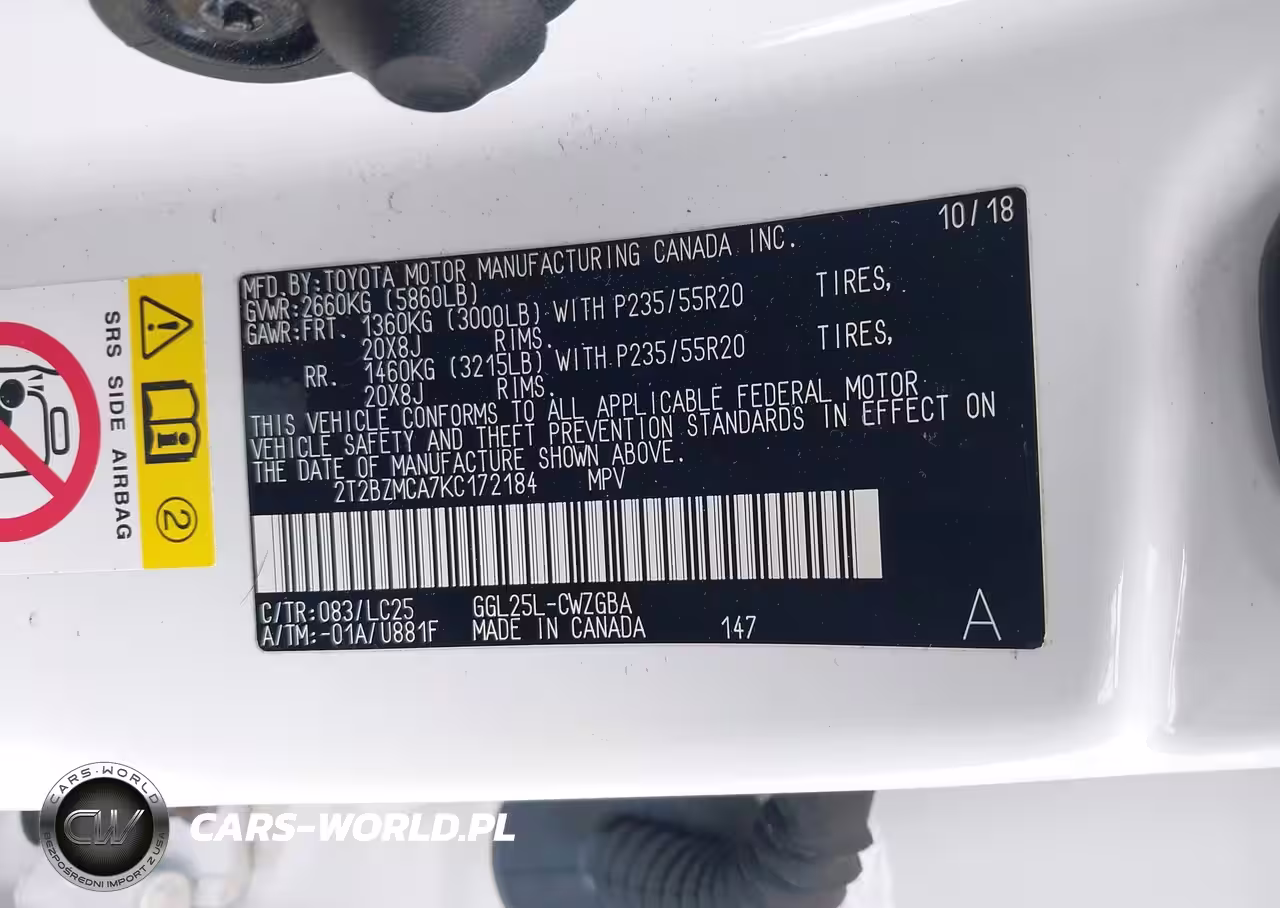 10/18
MFD.BY:TOYOTA MOTOR MANUFACTURING CANADA INC.
GVWR:2660KG (5860LB)
GAWR:FRT. 1360KG (3000LB) WITH P235/55R20 TIRES,
20X8J RIMS.
RR. 1460KG (3215LB) WITH P235/55R20 TIRES,
20X8J RIMS.
THIS VEHICLE CONFORMS TO ALL APPLICABLE FEDERAL MOTOR
VEHICLE SAFETY AND THEFT PREVENTION STANDARDS IN EFFECT ON
THE DATE OF MANUFACTURE SHOWN ABOVE.
2T2BZMCA7KC172184 MPV
C/TR:083/LC25 GGL25L-CWZGBA
A/TM:-01A/U881F MADE IN CANADA 147 A
SRS SIDE AIRBAG
2
CARS-WORLD
CW
BEZPOŚREDNI IMPORT Z USA
CARS-WORLD.PL